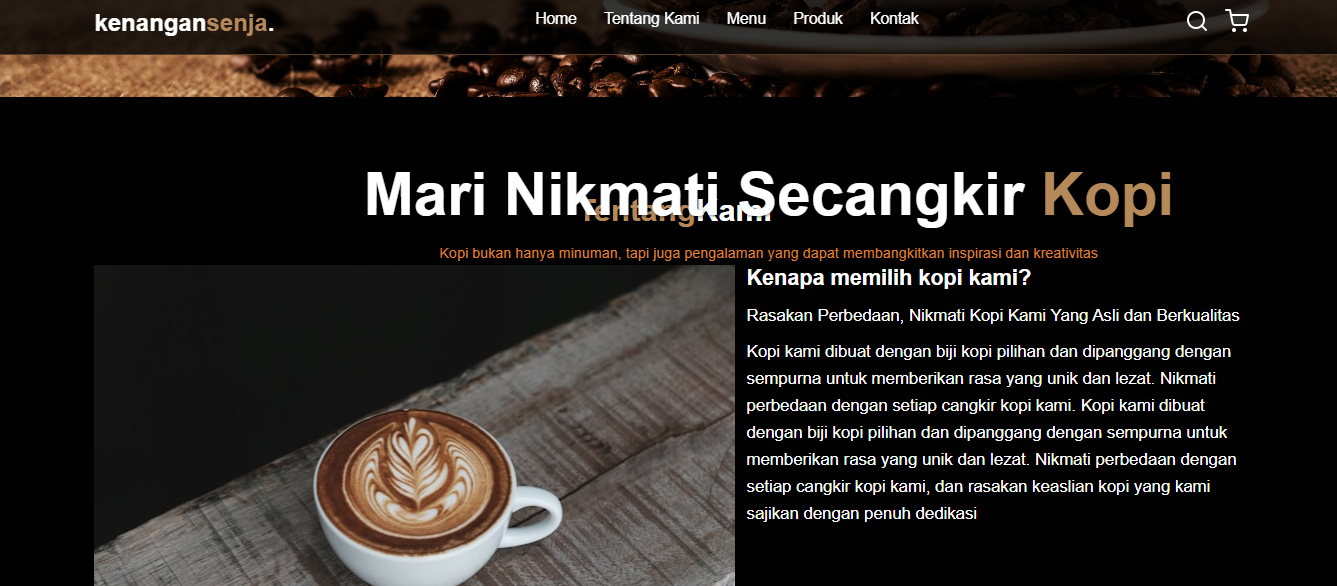 kenangansenja.
Home Tentang Kami Menu Produk Kontak
Mari Nikmati Secangkir Kopi
TentangKami
Kopi bukan hanya minuman, tapi juga pengalaman yang dapat membangkitkan inspirasi dan kreativitas
Kenapa memilih kopi kami?
Rasakan Perbedaan, Nikmati Kopi Kami Yang Asli dan Berkualitas
Kopi kami dibuat dengan biji kopi pilihan dan dipanggang dengan
sempurna untuk memberikan rasa yang unik dan lezat. Nikmati
perbedaan dengan setiap cangkir kopi kami. Kopi kami dibuat
dengan biji kopi pilihan dan dipanggang dengan sempurna untuk
memberikan rasa yang unik dan lezat. Nikmati perbedaan dengan
setiap cangkir kopi kami, dan rasakan keaslian kopi yang kami
sajikan dengan penuh dedikasi